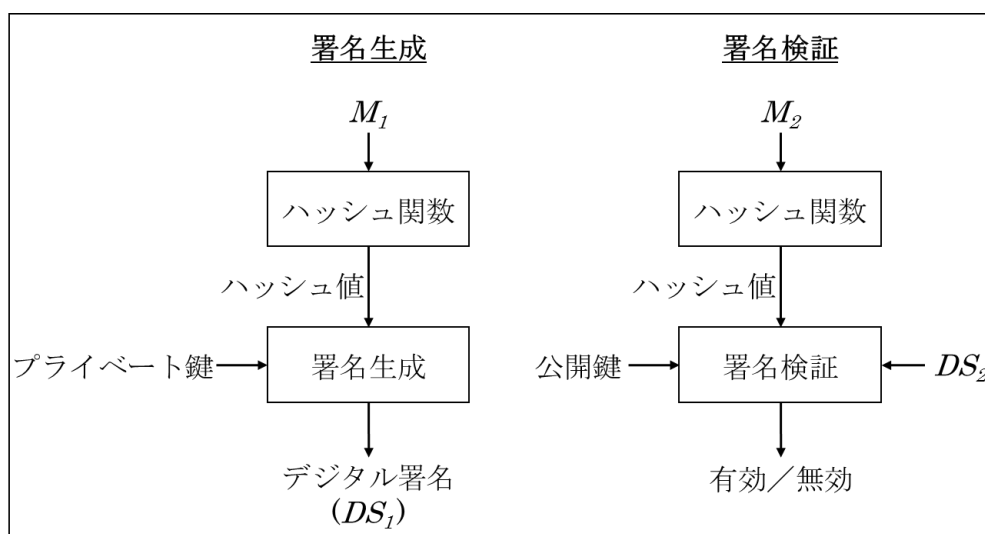 署名生成
M1
ハッシュ関数
ハッシュ値
プライベート鍵
署名生成
デジタル署名
(DS1)
署名検証
M2
ハッシュ関数
ハッシュ値
公開鍵
署名検証
DS2
有効／無効